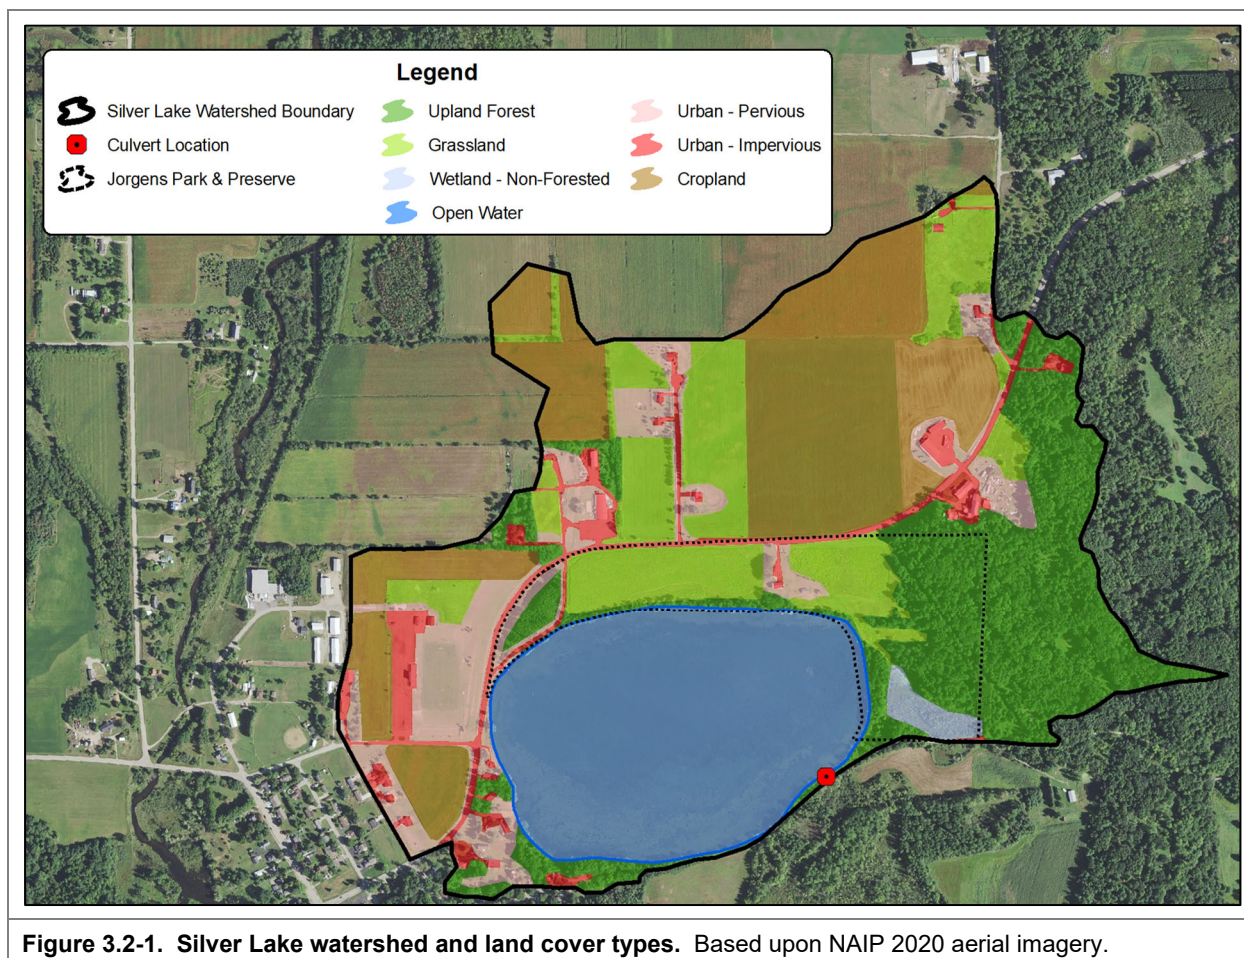 Legend
Silver Lake Watershed Boundary
Culvert Location
Jorgens Park & Preserve
Upland Forest
Grassland
Wetland - Non-Forested
Open Water
Urban - Pervious
Urban - Impervious
Cropland
Figure 3.2-1. Silver Lake watershed and land cover types. Based upon NAIP 2020 aerial imagery.